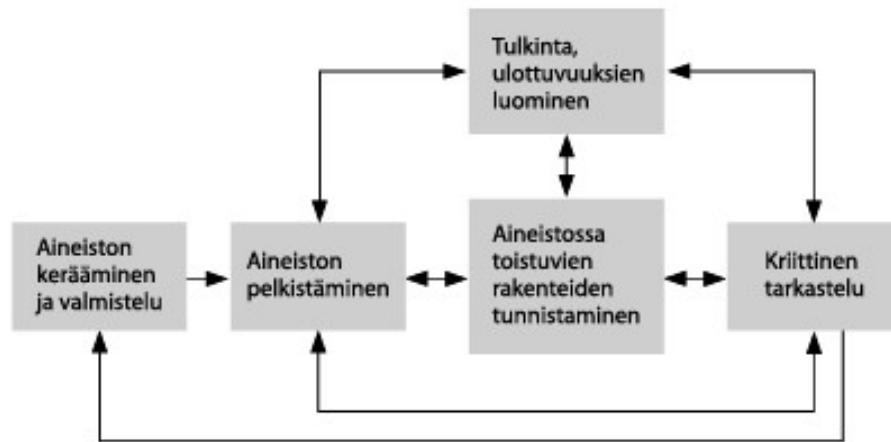 Tulkinta,
ulottuvuuksien
luominen
Aineiston
kerääminen
ja valmistelu
Aineiston
pelkistäminen
Aineistossa
toistuvien
rakenteiden
tunnistaminen
Kriittinen
tarkastelu